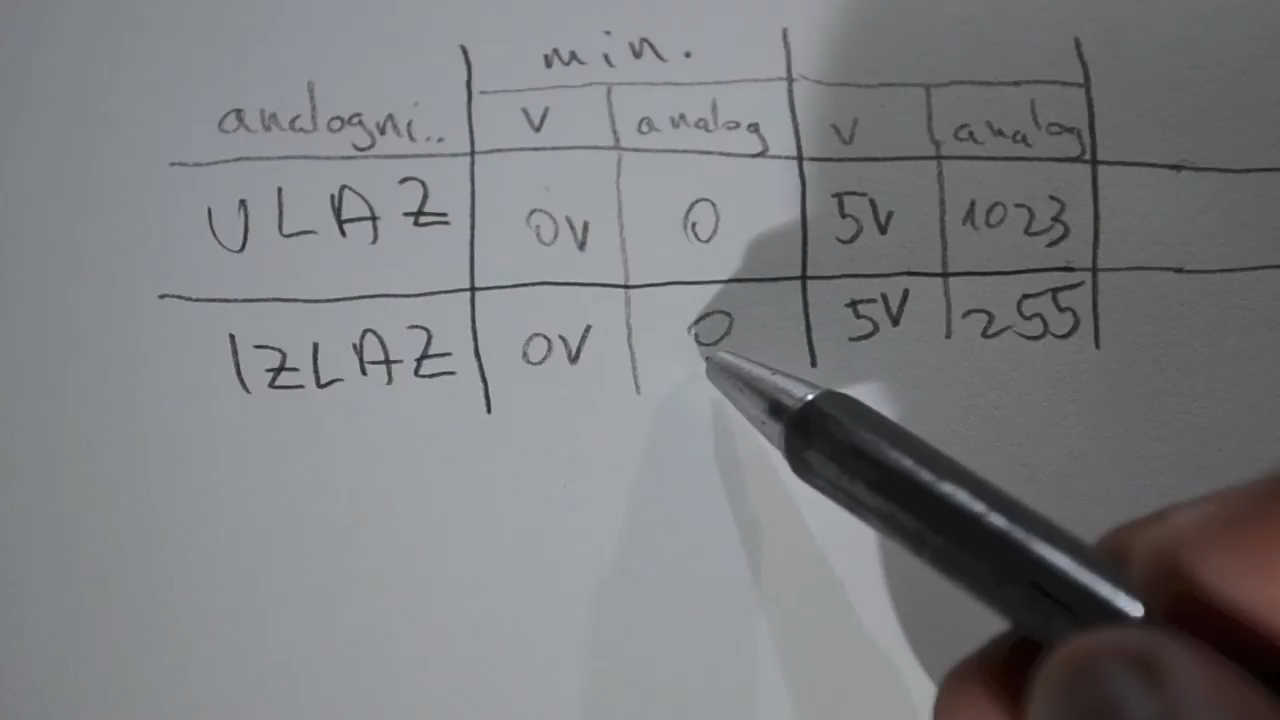 min.
analogni.. V analog V analog
ULAZ 0V 0 5V 1023
IZLAZ 0V 0 5V 255